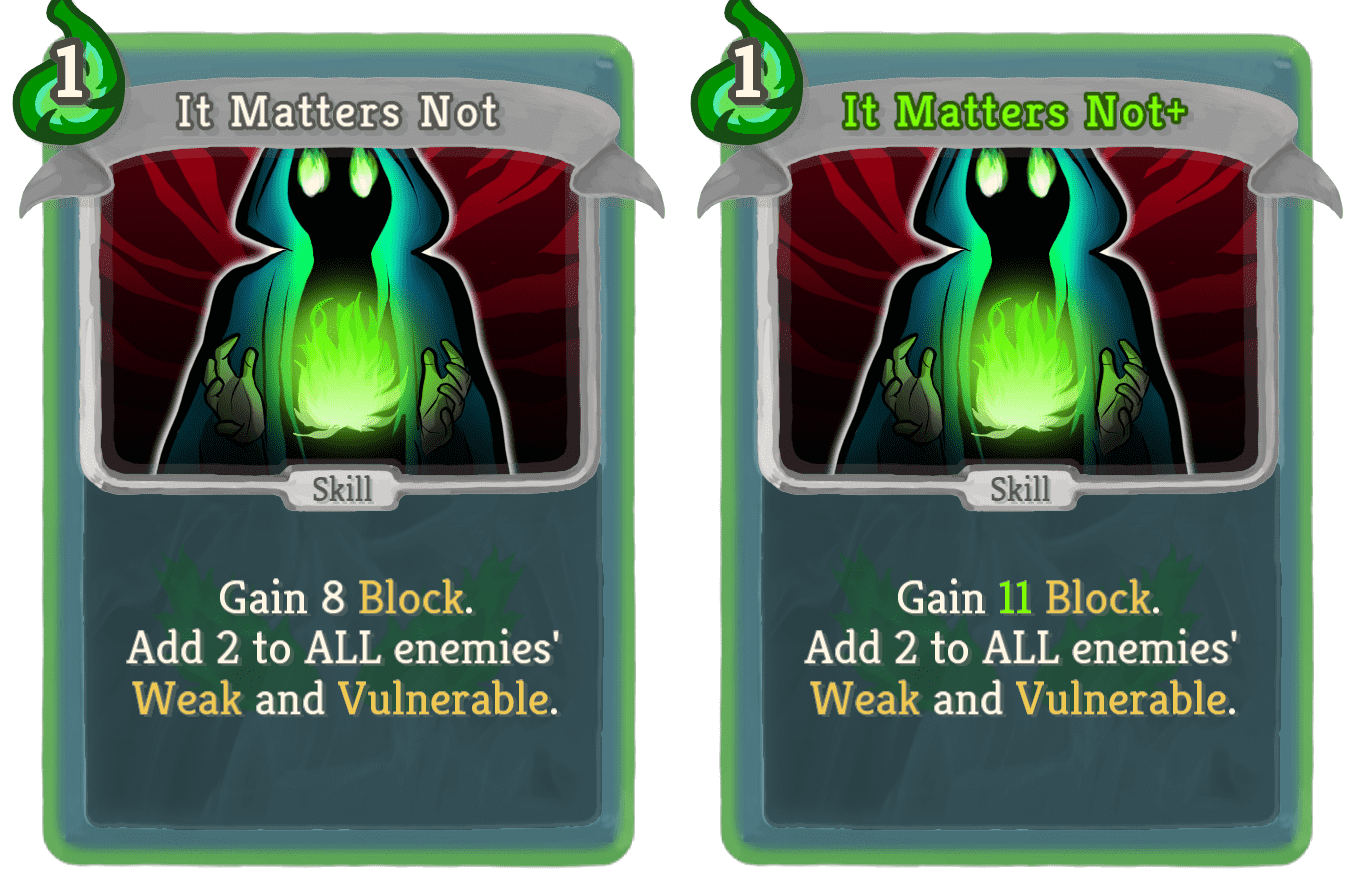 1
It Matters Not
Skill
Gain 8 Block.
Add 2 to ALL enemies'
Weak and Vulnerable.
1
It Matters Not+
Skill
Gain 11 Block.
Add 2 to ALL enemies'
Weak and Vulnerable.